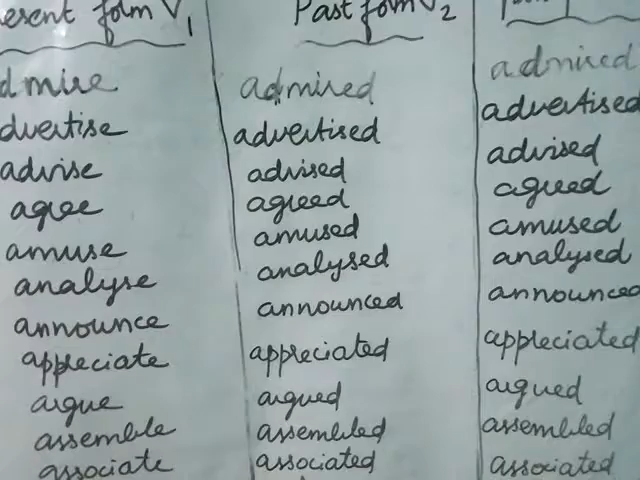 esent form V1 Past form V2
dmire admired admired
dvertise advertised advertised
advise advised advised
agree agreed agreed
amuse amused amused
analyse analysed analysed
announce announced announced
appreciate appreciated appreciated
argue argued argued
assemble assembled assembled
associate associated associated